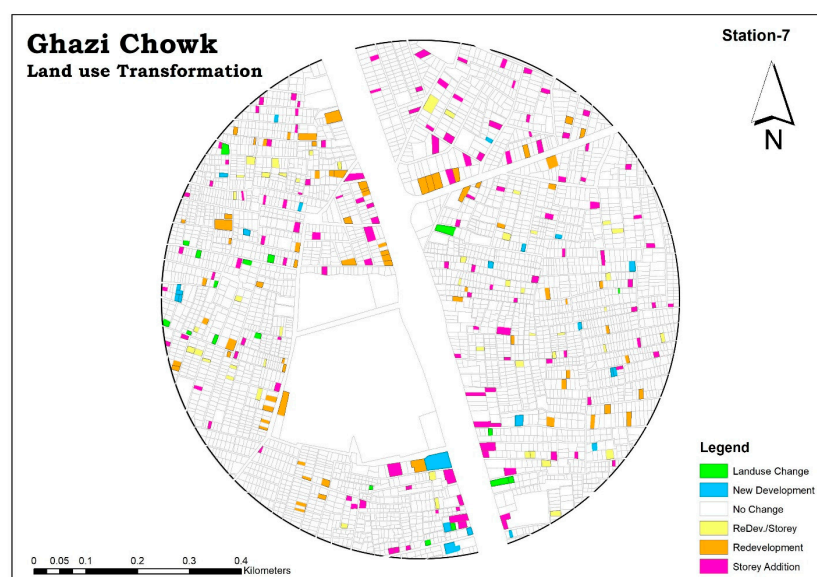 Ghazi Chowk
Land use Transformation
Station-7
N
Legend
Landuse Change
New Development
No Change
ReDev./Storey
Redevelopment
Storey Addition
0 0.05 0.1 0.2 0.3 0.4
Kilometers